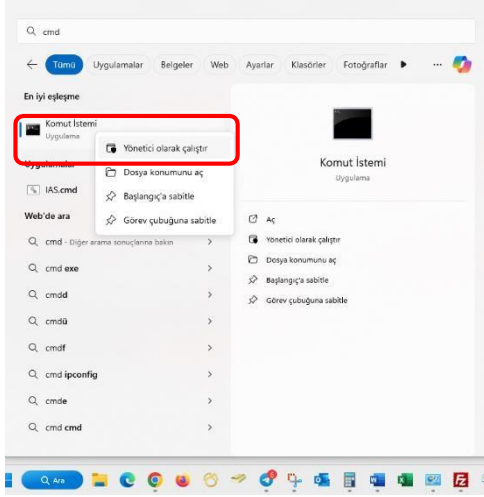 cmd
Tümü Uygulamalar Belgeler Web Ayarlar Klasörler Fotoğraflar ...
En iyi eşleşme
Komut İstemi
Uygulama
Yönetici olarak çalıştır
Dosya konumunu aç
Başlangıç'a sabitle
Görev çubuğuna sabitle
Uygulamalar
IAS.cmd
Web'de ara
cmd - Diğer arama sonuçlarına bakın
cmd exe
cmdd
cmdü
cmdf
cmd ipconfig
cmde
cmd cmd
Komut İstemi
Uygulama
Aç
Yönetici olarak çalıştır
Dosya konumunu aç
Başlangıç'a sabitle
Görev çubuğuna sabitle
Ara